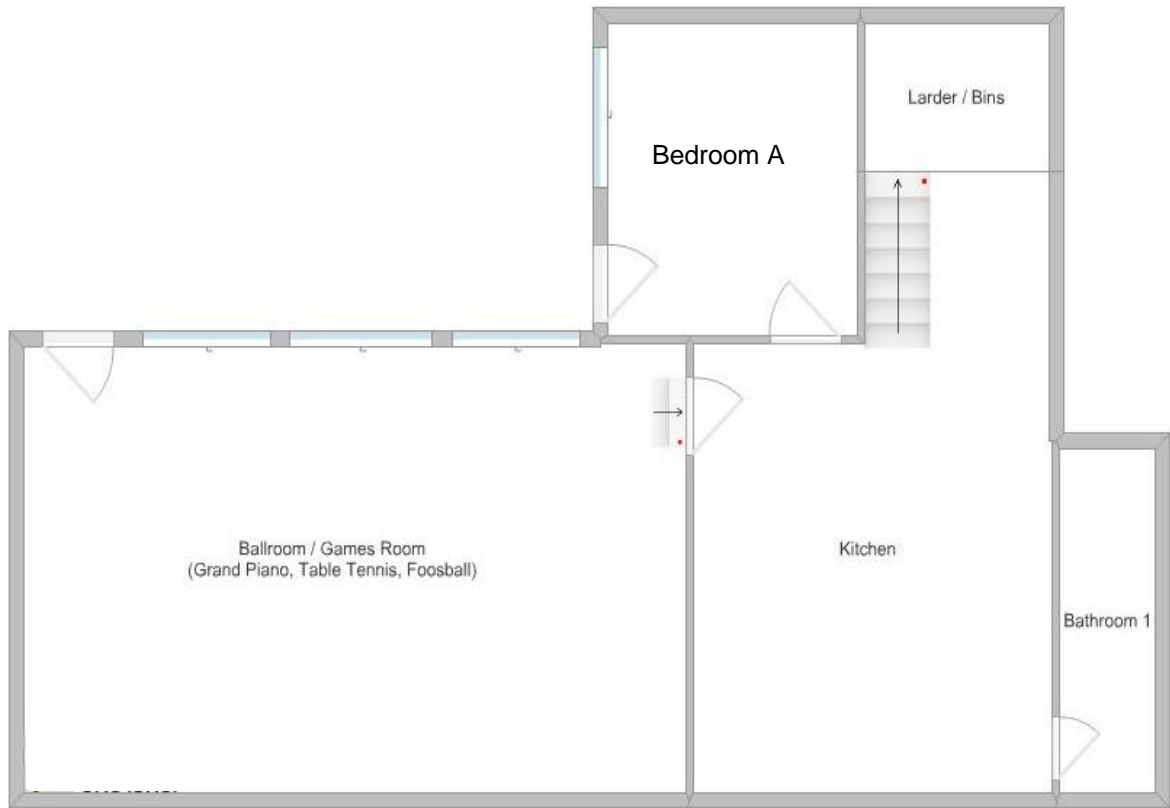 Larder / Bins
Bedroom A
Ballroom / Games Room
(Grand Piano, Table Tennis, Foosball)
Kitchen
Bathroom 1